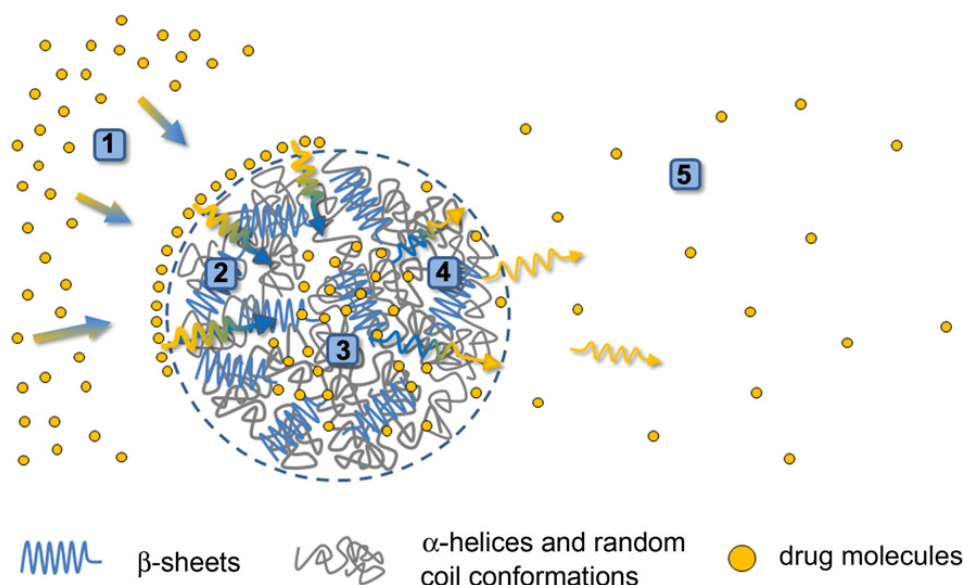 1
5
2
4
3
β-sheets
α-helices and random
coil conformations
drug molecules